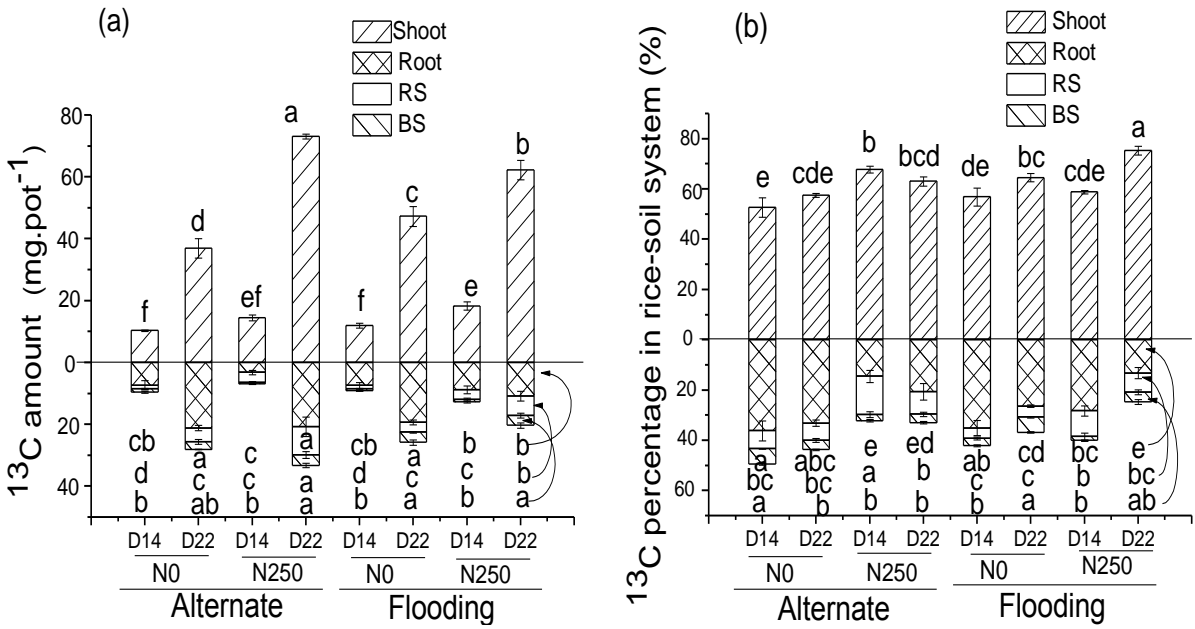 (a)
Shoot
Root
RS
BS
13C amount (mg.pot-1)
80
60
40
20
0
20
40
f d ef a f c e b
cb a c a cb a b b
d c c a d c c b
b ab b a b a b a
D14 D22 D14 D22 D14 D22 D14 D22
N0 N250 N0 N250
Alternate Flooding
(b)
Shoot
Root
RS
BS
13C percentage in rice-soil system (%)
80
60
40
20
0
20
40
60
e cde b bcd de bc cde a
a abc e ed ab cd bc e
bc bc a b c c b bc
a b b b b a b ab
D14 D22 D14 D22 D14 D22 D14 D22
N0 N250 N0 N250
Alternate Flooding